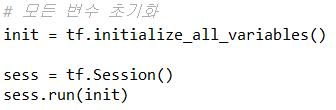 # 모든 변수 초기화
init = tf.initialize_all_variables()
sess = tf.Session()
sess.run(init)